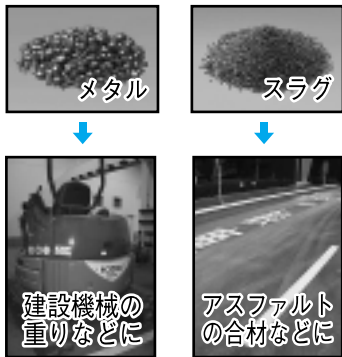 メタル
スラグ
建設機械の
重りなどに
アスファルト
の合材などに